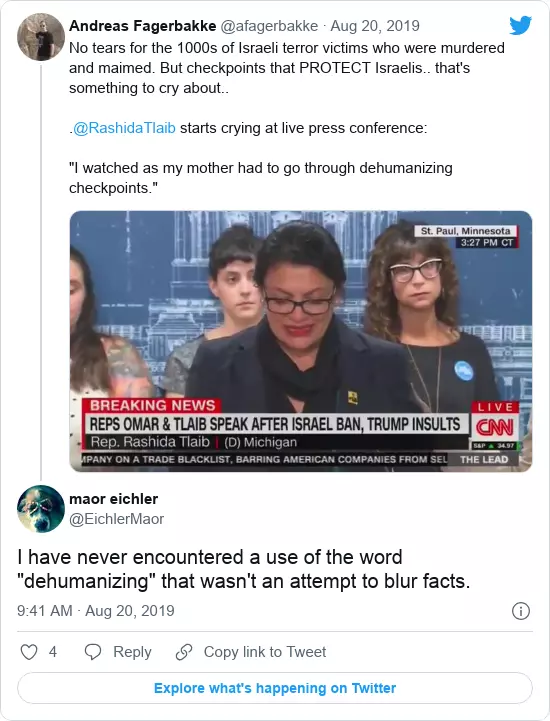 Andreas Fagerbakke @afagerbakke · Aug 20, 2019
No tears for the 1000s of Israeli terror victims who were murdered
and maimed. But checkpoints that PROTECT Israelis.. that's
something to cry about..
.@RashidaTlaib starts crying at live press conference:
"I watched as my mother had to go through dehumanizing
checkpoints."
St. Paul, Minnesota
3:27 PM CT
BREAKING NEWS
LIVE
REPS OMAR & TLAIB SPEAK AFTER ISRAEL BAN, TRUMP INSULTS
CNN
Rep. Rashida Tlaib | (D) Michigan
S&P ▲ 34.97
MPANY ON A TRADE BLACKLIST, BARRING AMERICAN COMPANIES FROM SEL
THE LEAD
maor eichler
@EichlerMaor
I have never encountered a use of the word
"dehumanizing" that wasn't an attempt to blur facts.
9:41 AM · Aug 20, 2019
4 Reply Copy link to Tweet
Explore what's happening on Twitter